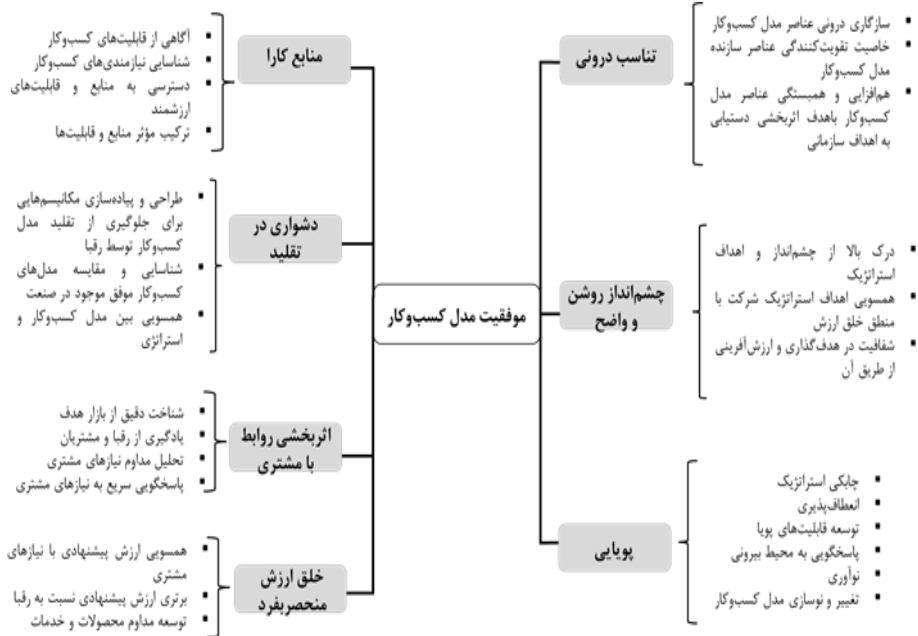 موفقیت مدل کسب‌وکار
تناسب درونی
سازگاری درونی عناصر مدل کسب‌وکار
خاصیت تقویت‌کنندگی عناصر سازنده
مدل کسب‌وکار
هم‌افزایی و همبستگی عناصر مدل
کسب‌وکار باهدف اثربخشی دستیابی
به اهداف سازمانی
چشم‌انداز روشن
و واضح
درک بالا از چشم‌انداز و اهداف
استراتژیک
همسویی اهداف استراتژیک شرکت با
منطق خلق ارزش
شفافیت در هدف‌گذاری و ارزش‌آفرینی
از طریق آن
پویایی
چابکی استراتژیک
انعطاف‌پذیری
توسعه قابلیت‌های پویا
پاسخگویی به محیط بیرونی
نوآوری
تغییر و نوسازی مدل کسب‌وکار
منابع کارا
آگاهی از قابلیت‌های کسب‌وکار
شناسایی نیازمندی‌های کسب‌وکار
دسترسی به منابع و قابلیت‌های
ارزشمند
ترکیب مؤثر منابع و قابلیت‌ها
دشواری در
تقلید
طراحی و پیاده‌سازی مکانیسم‌هایی
برای جلوگیری از تقلید مدل
کسب‌وکار توسط رقبا
شناسایی و مقایسه مدل‌های
کسب‌وکار موفق موجود در صنعت
همسویی بین مدل کسب‌وکار و
استراتژی
اثربخشی روابط
با مشتری
شناخت دقیق از بازار هدف
یادگیری از رقبا و مشتریان
تحلیل مداوم نیازهای مشتری
پاسخگویی سریع به نیازهای مشتری
خلق ارزش
منحصربفرد
همسویی ارزش پیشنهادی با نیازهای
مشتری
برتری ارزش پیشنهادی نسبت به رقبا
توسعه مداوم محصولات و خدمات